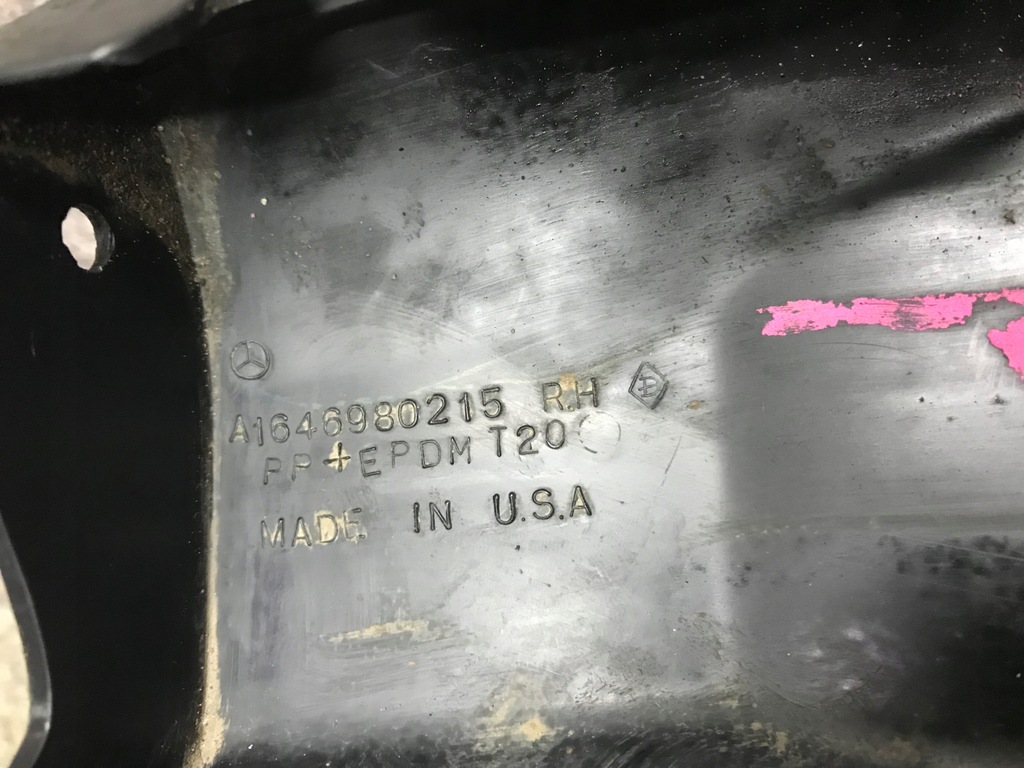 A1646980215 R.H
PP+EPDM T20
MADE IN U.S.A